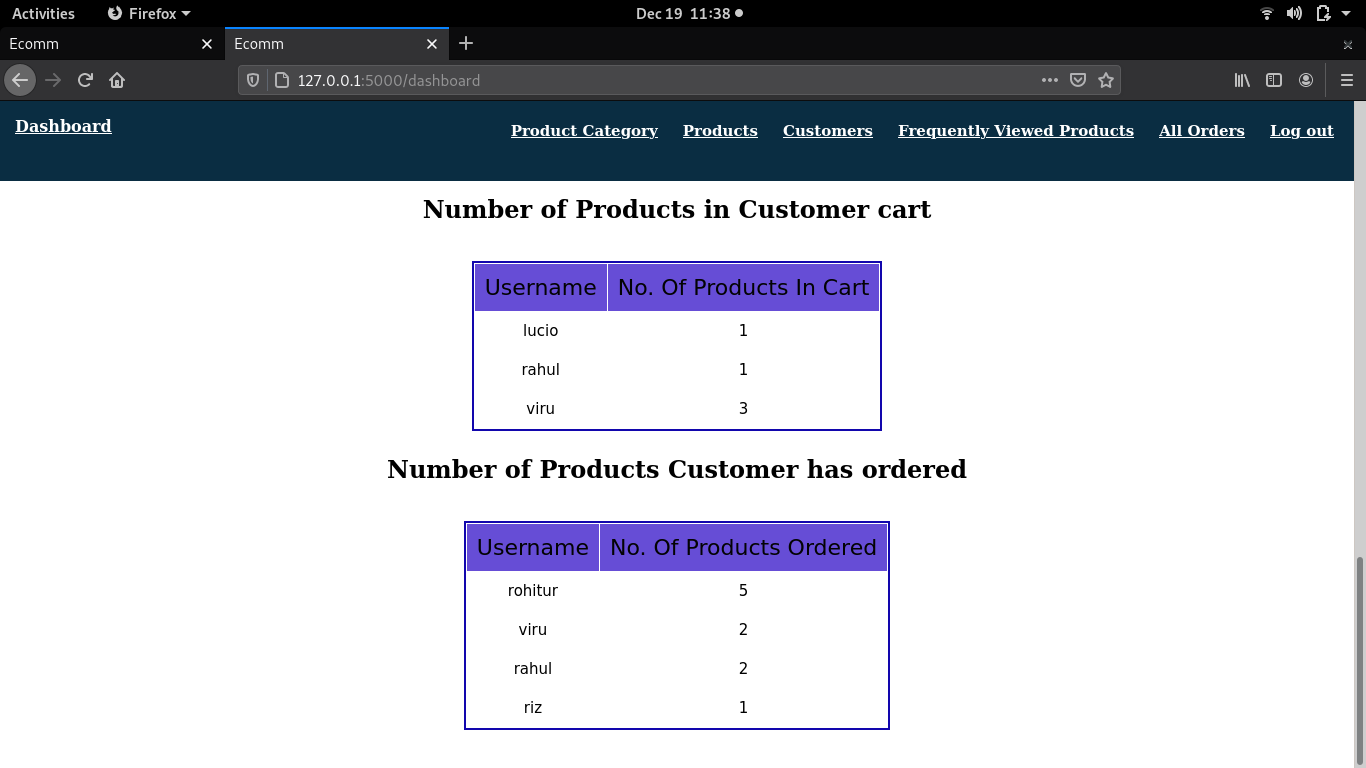 Activities Firefox Dec 19 11:38
Ecomm Ecomm
127.0.0.1:5000/dashboard
Dashboard Product Category Products Customers Frequently Viewed Products All Orders Log out
Number of Products in Customer cart
Username No. Of Products In Cart
lucio 1
rahul 1
viru 3
Number of Products Customer has ordered
Username No. Of Products Ordered
rohitur 5
viru 2
rahul 2
riz 1